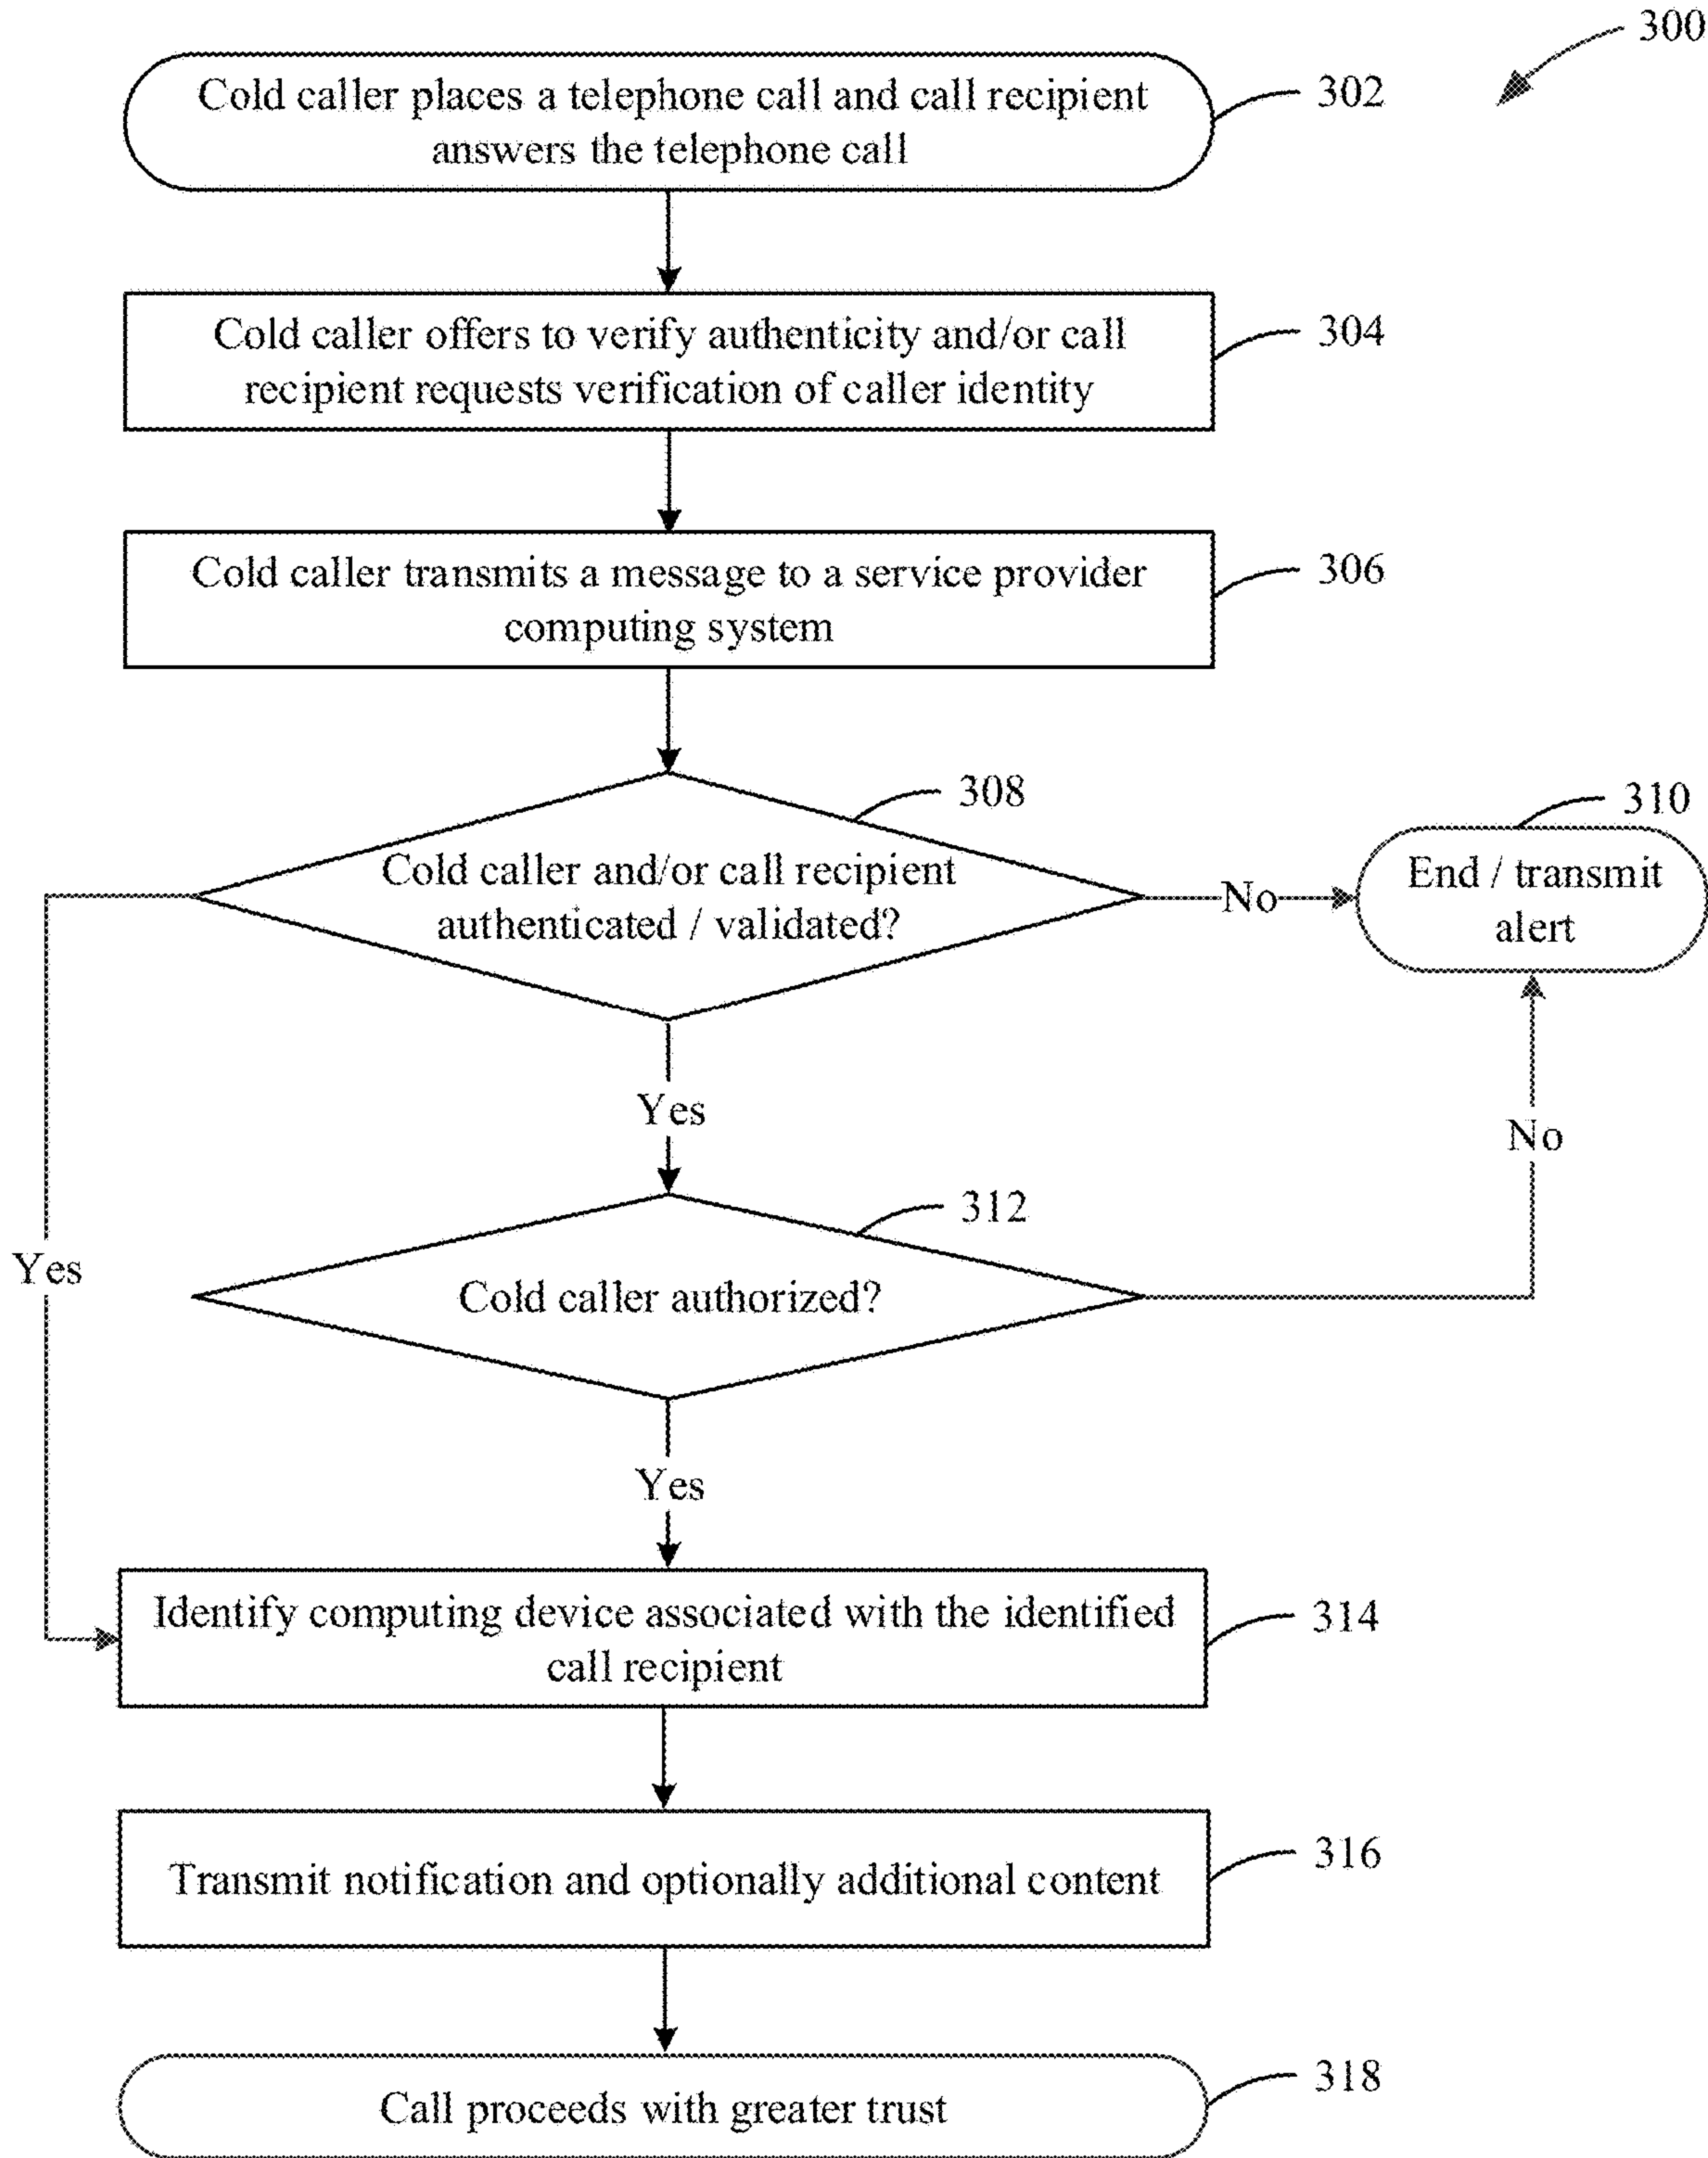 300
Cold caller places a telephone call and call recipient
answers the telephone call
302
Cold caller offers to verify authenticity and/or call
recipient requests verification of caller identity
304
Cold caller transmits a message to a service provider
computing system
306
308
Cold caller and/or call recipient
authenticated / validated?
No
310
End / transmit
alert
Yes
No
312
Yes
Cold caller authorized?
Yes
Identify computing device associated with the identified
call recipient
314
Transmit notification and optionally additional content
316
Call proceeds with greater trust
318